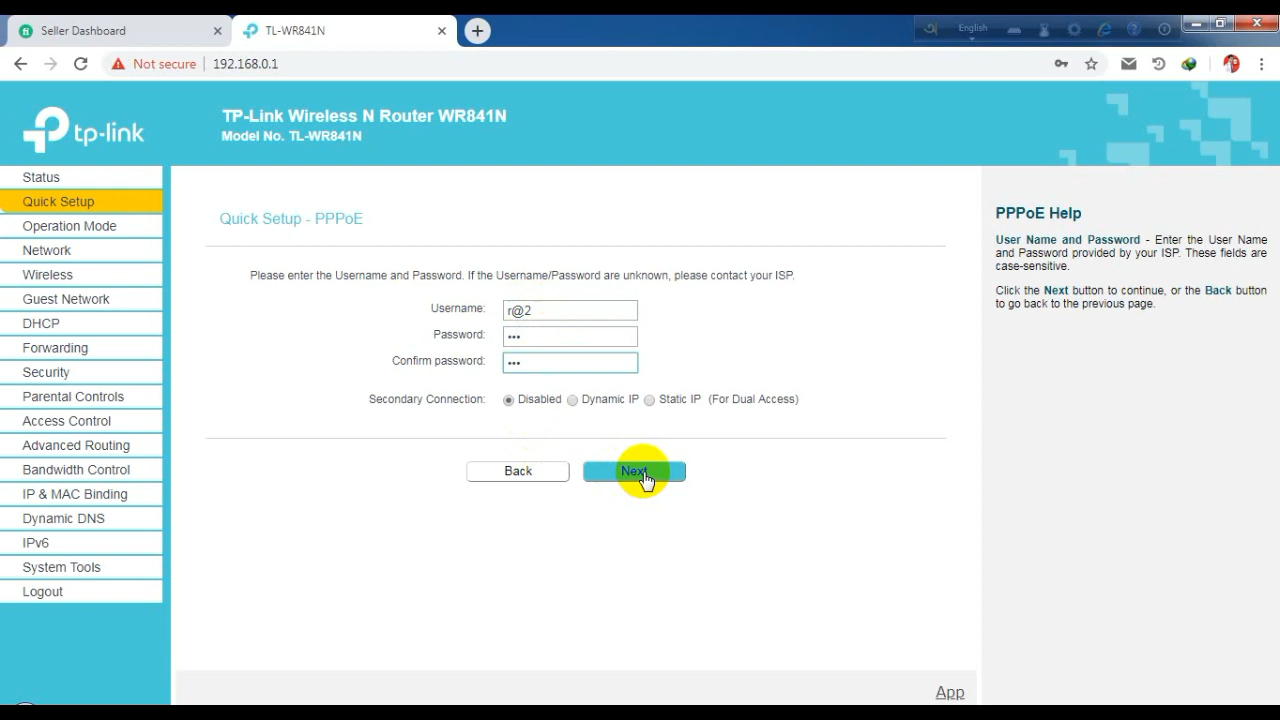 Seller Dashboard
TL-WR841N
English
Not secure
192.168.0.1
tp-link
TP-Link Wireless N Router WR841N
Model No. TL-WR841N
Status
Quick Setup
Operation Mode
Network
Wireless
Guest Network
DHCP
Forwarding
Security
Parental Controls
Access Control
Advanced Routing
Bandwidth Control
IP & MAC Binding
Dynamic DNS
IPv6
System Tools
Logout
Quick Setup - PPPoE
Please enter the Username and Password. If the Username/Password are unknown, please contact your ISP.
Username: r@2
Password: •••
Confirm password: •••
Secondary Connection: Disabled Dynamic IP Static IP (For Dual Access)
Back Next
PPPoE Help
User Name and Password - Enter the User Name
and Password provided by your ISP. These fields are
case-sensitive.
Click the Next button to continue, or the Back button
to go back to the previous page.
App